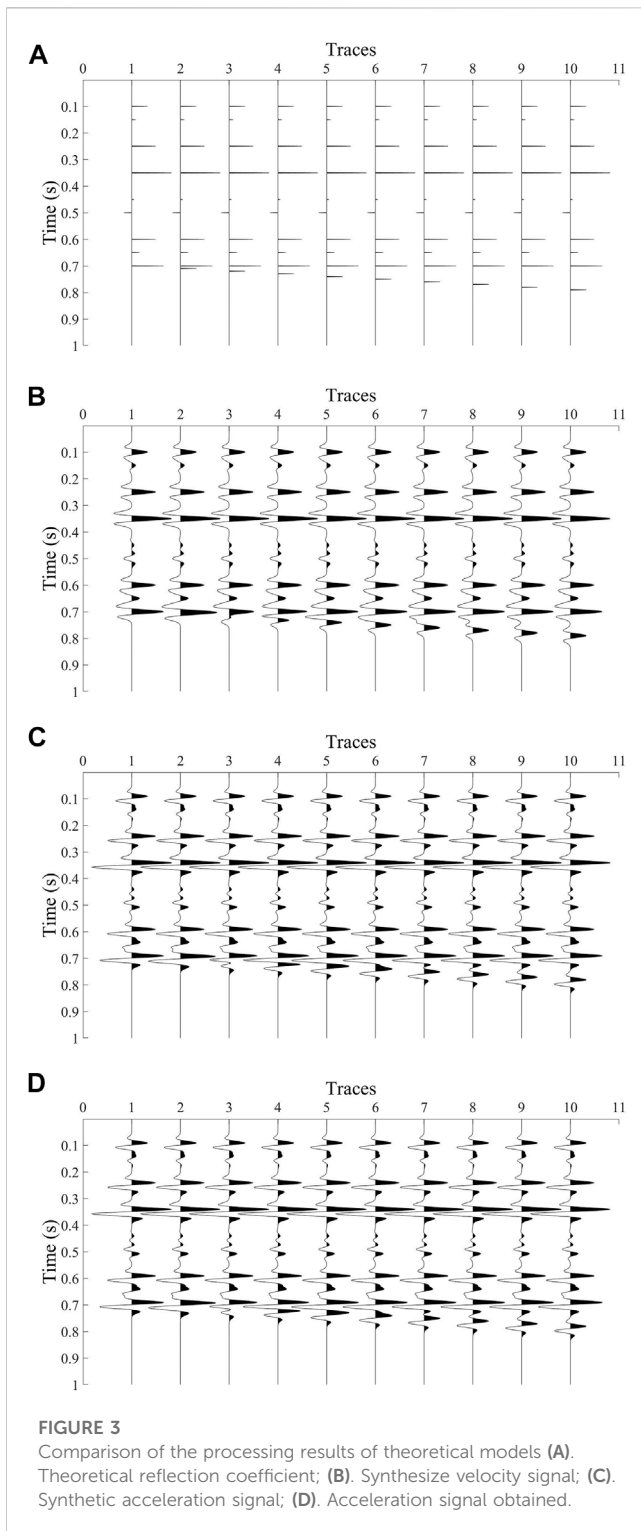 A
Traces
0 1 2 3 4 5 6 7 8 9 10 11
Time (s)
0.1
0.2
0.3
0.4
0.5
0.6
0.7
0.8
0.9
1
B
Traces
0 1 2 3 4 5 6 7 8 9 10 11
Time (s)
0.1
0.2
0.3
0.4
0.5
0.6
0.7
0.8
0.9
1
C
Traces
0 1 2 3 4 5 6 7 8 9 10 11
Time (s)
0.1
0.2
0.3
0.4
0.5
0.6
0.7
0.8
0.9
1
D
Traces
0 1 2 3 4 5 6 7 8 9 10 11
Time (s)
0.1
0.2
0.3
0.4
0.5
0.6
0.7
0.8
0.9
1
FIGURE 3
Comparison of the processing results of theoretical models (A).
Theoretical reflection coefficient; (B). Synthesize velocity signal; (C).
Synthetic acceleration signal; (D). Acceleration signal obtained.